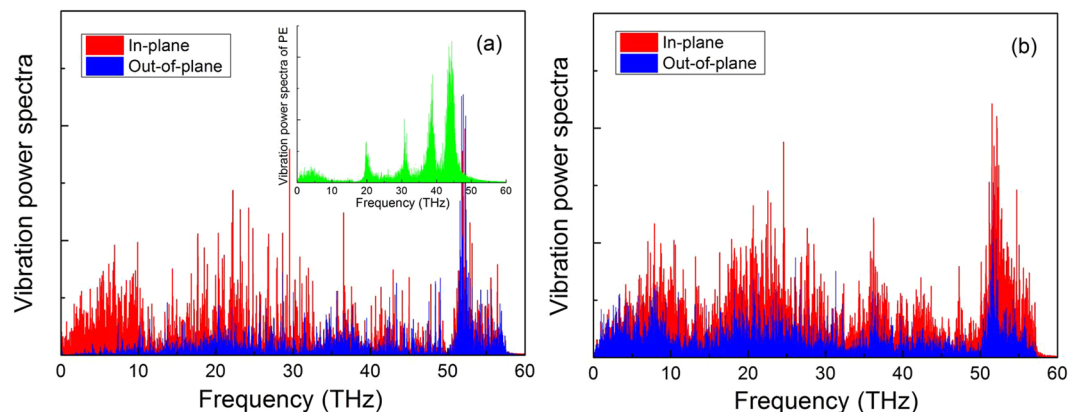 Vibration power spectra
In-plane
Out-of-plane
(a)
Vibration power spectra of PE
0 10 20 30 40 50 60
Frequency (THz)
0 10 20 30 40 50 60
Frequency (THz)
Vibration power spectra
In-plane
Out-of-plane
(b)
0 10 20 30 40 50 60
Frequency (THz)